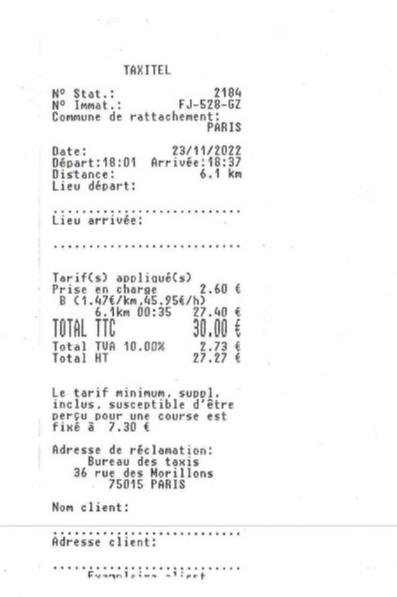 TAXITEL
N° Stat.: 2184
N° Immat.: FJ-528-GZ
Commune de rattachement:
PARIS
Date: 23/11/2022
Départ:18:01 Arrivée:18:37
Distance: 6.1 km
Lieu départ:
..........................
Lieu arrivée:
..........................
Tarif(s) appliqué(s)
Prise en charge 2.60 €
B (1.47€/km,45.95€/h)
6.1km 00:35 27.40 €
TOTAL TTC 30.00 €
Total TVA 10.00% 2.73 €
Total HT 27.27 €
Le tarif minimum, suppl.
inclus, susceptible d'être
perçu pour une course est
fixé à 7.30 €
Adresse de réclamation:
Bureau des taxis
36 rue des Morillons
75015 PARIS
Nom client:
..........................
Adresse client:
..........................
Exemplaire client